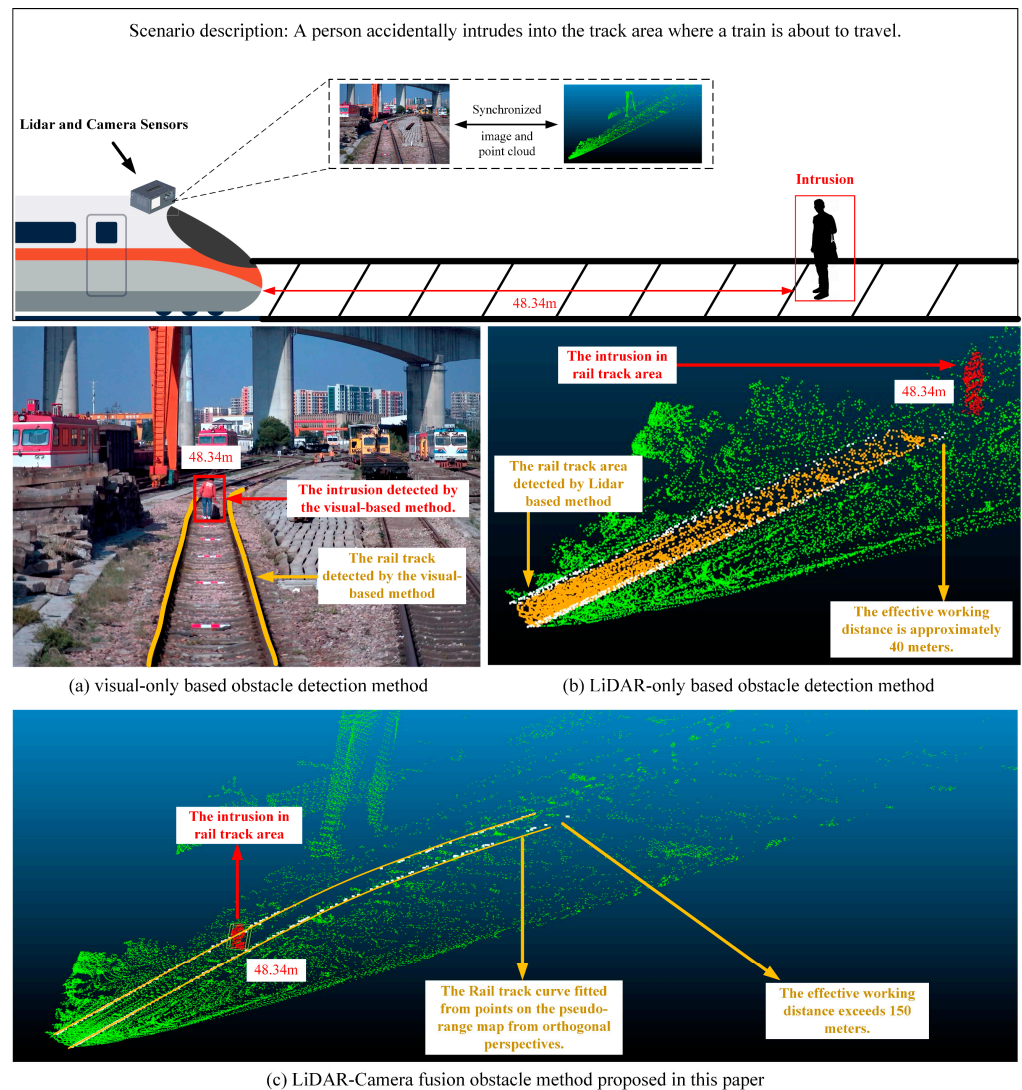 Scenario description: A person accidentally intrudes into the track area where a train is about to travel.
Lidar and Camera Sensors
Synchronized
image and
point cloud
Intrusion
48.34m
48.34m
The intrusion detected by
the visual-based method.
The rail track
detected by the visual-
based method
(a) visual-only based obstacle detection method
The intrusion in
rail track area
48.34m
The rail track area
detected by Lidar
based method
The effective working
distance is approximately
40 meters.
(b) LiDAR-only based obstacle detection method
The intrusion in
rail track area
48.34m
The Rail track curve fitted
from points on the pseudo-
range map from orthogonal
perspectives.
The effective working
distance exceeds 150
meters.
(c) LiDAR-Camera fusion obstacle method proposed in this paper